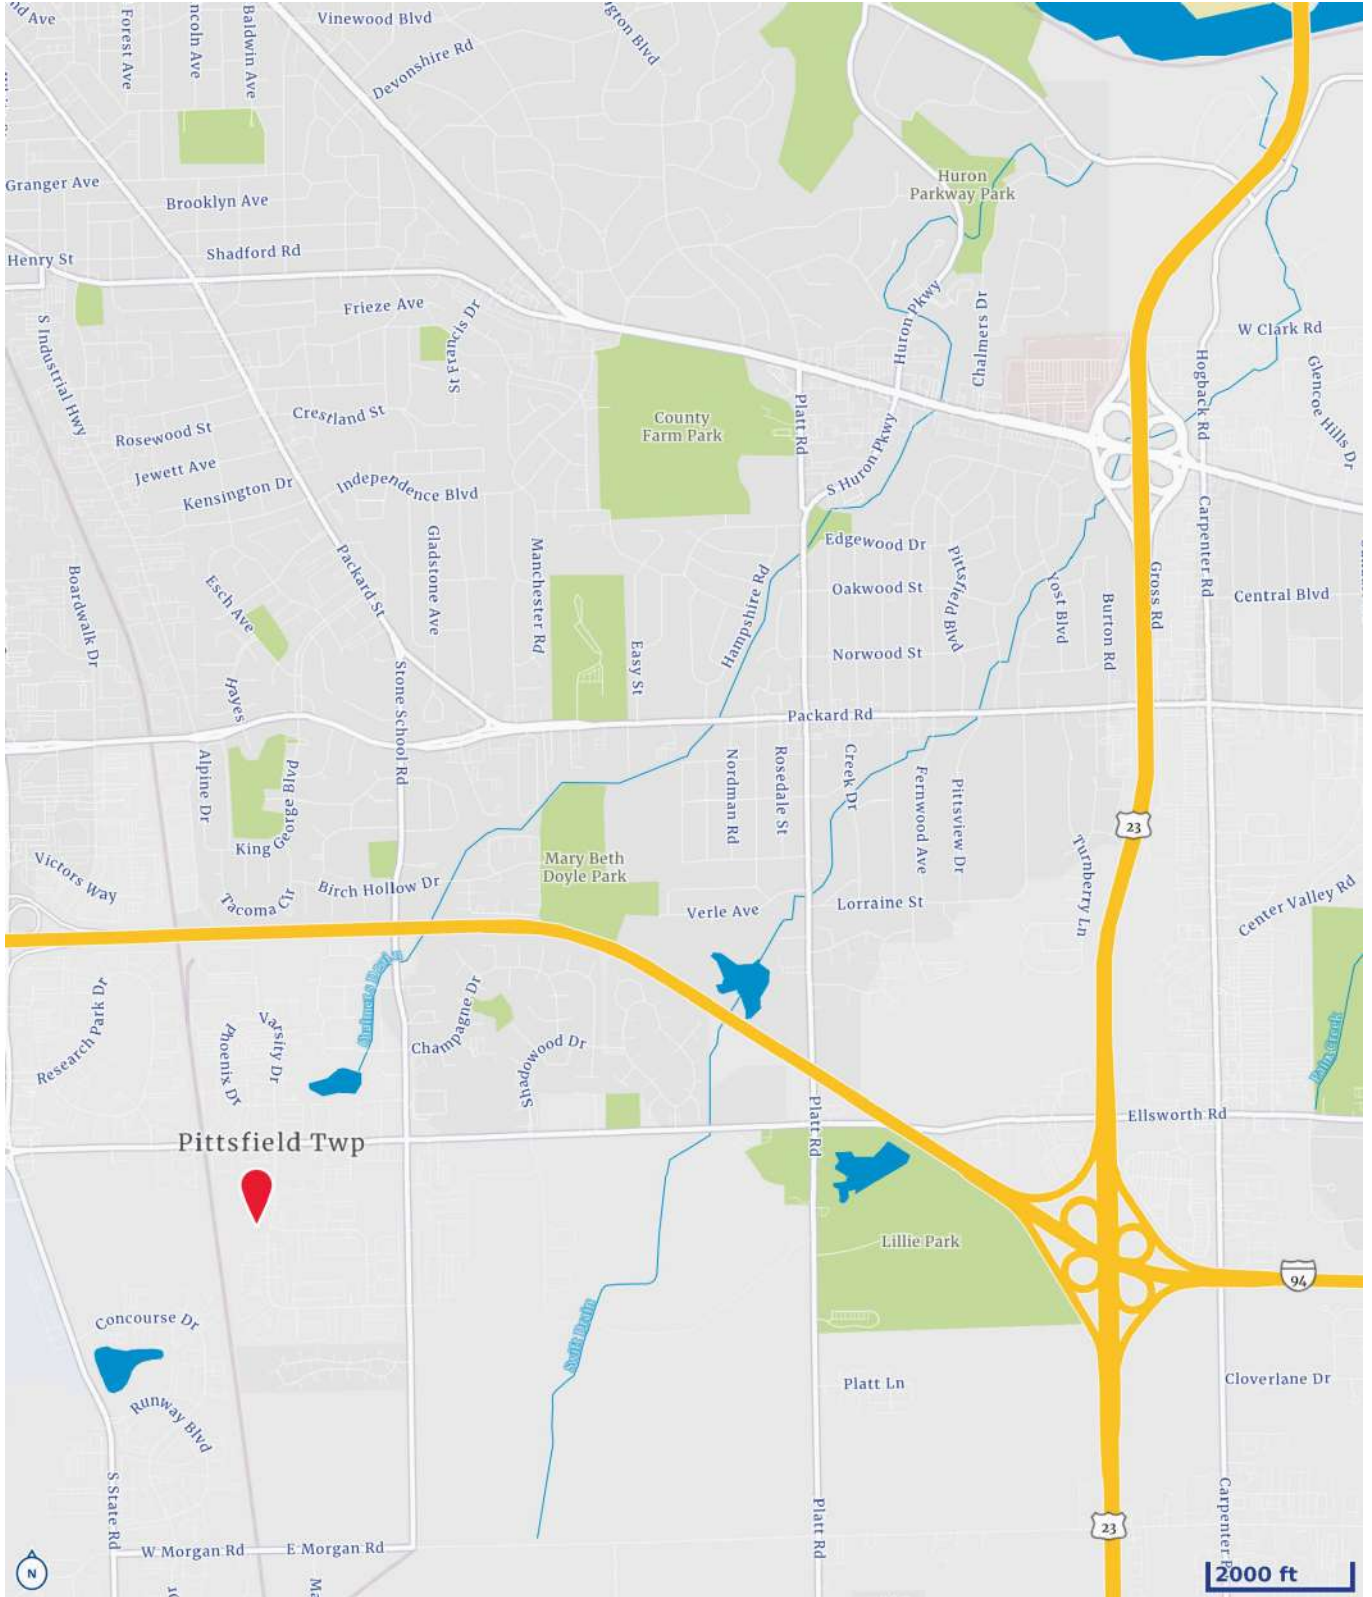 Forest Ave
Baldwin Ave
Vinewood Blvd
Devonshire Rd
Granger Ave
Brooklyn Ave
Huron
Parkway Park
Henry St
Shadford Rd
Frieze Ave
St Francis Dr
Huron Pkwy
Chalmers Dr
W Clark Rd
S Industrial Hwy
Hogback Rd
Glencoe Hills Dr
Crestland St
County
Farm Park
Platt Rd
Rosewood St
Jewett Ave
Kensington Dr
Independence Blvd
S Huron Pkwy
Carpenter Rd
Packard St
Gladstone Ave
Manchester Rd
Edgewood Dr
Pittsfield Blvd
Oakwood St
Hampshire Rd
Yost Blvd
Burton Rd
Gross Rd
Central Blvd
Boardwalk Dr
Esch Ave
Easy St
Norwood St
Hayes
Stone School Rd
Packard Rd
Alpine Dr
King George Blvd
Nordman Rd
Rosedale St
Creek Dr
Fernwood Ave
Pittsview Dr
23
Turnberry Ln
Victors Way
Tacoma Cir
Birch Hollow Dr
Mary Beth
Doyle Park
Verle Ave
Lorraine St
Center Valley Rd
Research Park Dr
Phoenix Dr
Varsity Dr
Champagne Dr
Shadowood Dr
Platt Rd
Ellsworth Rd
Pittsfield Twp
Lillie Park
94
Concourse Dr
Swift Drain
Runway Blvd
Platt Ln
Cloverlane Dr
S State Rd
W Morgan Rd
E Morgan Rd
Platt Rd
23
N
2000 ft